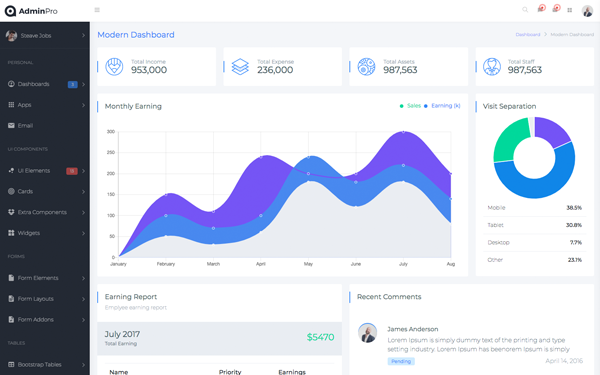 AdminPro
Steave Jobs
PERSONAL
Dashboards
Apps
Email
UI COMPONENTS
UI Elements
Cards
Extra Components
Widgets
FORMS
Form Elements
Form Layouts
Form Addons
TABLES
Bootstrap Tables
Modern Dashboard
Dashboard > Modern Dashboard
Total Income
953,000
Total Expense
236,000
Total Assets
987,563
Total Staff
987,563
Monthly Earning
Sales Earning (k)
300
250
200
150
100
50
0
January February March April May June July Aug
Visit Separation
Mobile 38.5%
Tablet 30.8%
Desktop 7.7%
Other 23.1%
Earning Report
Employee earning report
July 2017
Total Earning
$5470
Name Priority Earnings
Recent Comments
James Anderson
Lorem Ipsum is simply dummy text of the printing and type
setting industry. Lorem Ipsum has beenorem Ipsum is simply
Pending
April 14, 2016